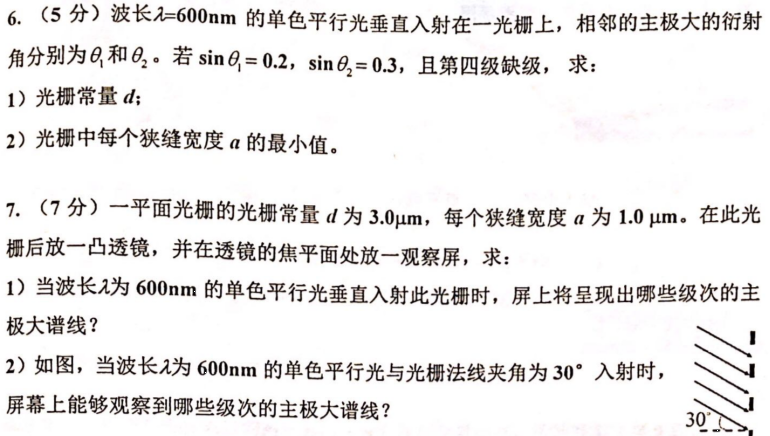 6. （5 分）波长λ=600nm 的单色平行光垂直入射在一光栅上，相邻的主极大的衍射
角分别为θ₁和θ₂。若 sinθ₁= 0.2，sinθ₂= 0.3，且第四级缺级， 求：
1）光栅常量 d;
2）光栅中每个狭缝宽度 a 的最小值。
7. （7 分）一平面光栅的光栅常量 d 为 3.0μm，每个狭缝宽度 a 为 1.0 μm。在此光
栅后放一凸透镜，并在透镜的焦平面处放一观察屏，求：
1）当波长λ为 600nm 的单色平行光垂直入射此光栅时，屏上将呈现出哪些级次的主
极大谱线？
2）如图，当波长λ为 600nm 的单色平行光与光栅法线夹角为 30° 入射时，
屏幕上能够观察到哪些级次的主极大谱线？
30°